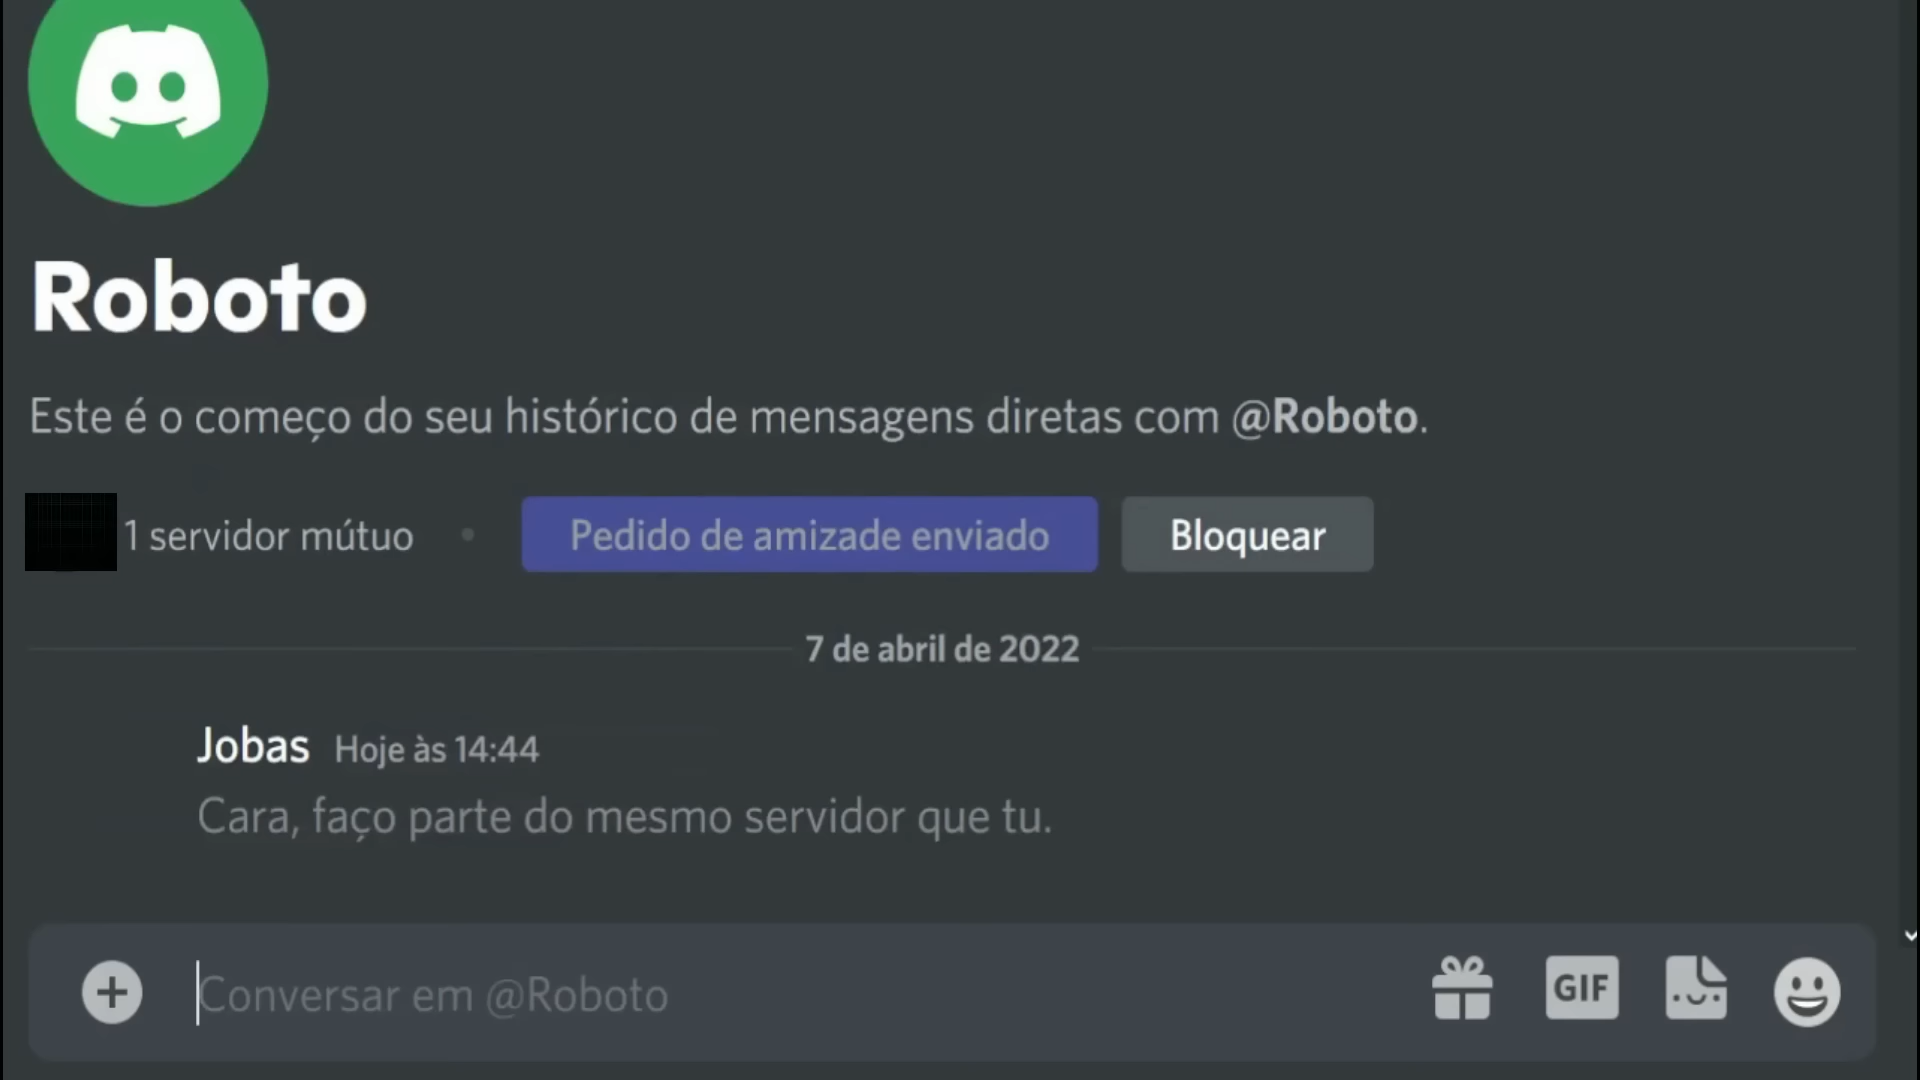 Roboto
Este é o começo do seu histórico de mensagens diretas com @Roboto.
1 servidor mútuo • Pedido de amizade enviado Bloquear
7 de abril de 2022
Jobas Hoje às 14:44
Cara, faço parte do mesmo servidor que tu.
Conversar em @Roboto GIF